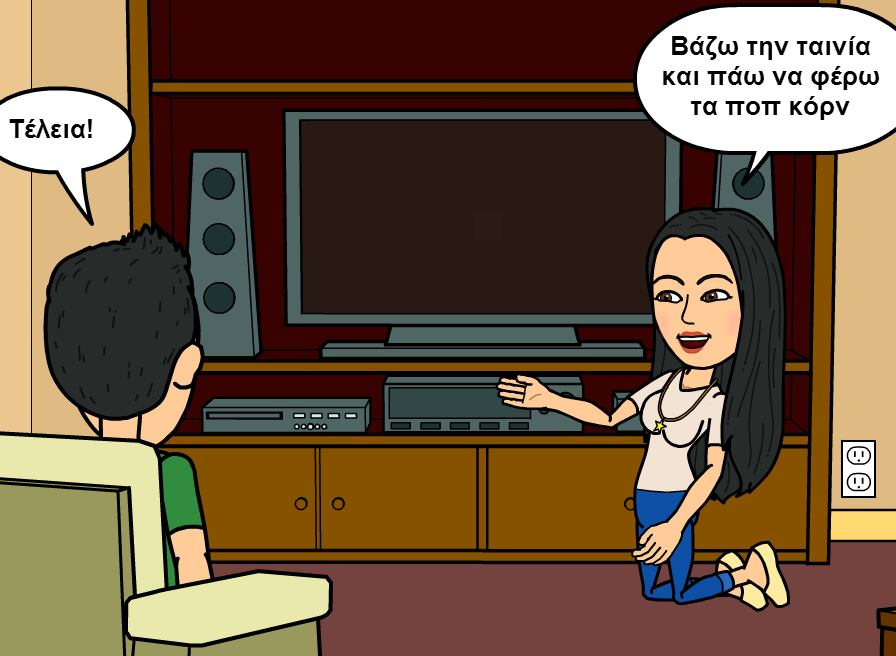 Βάζω την ταινία
και πάω να φέρω
τα ποπ κόρν
Τέλεια!